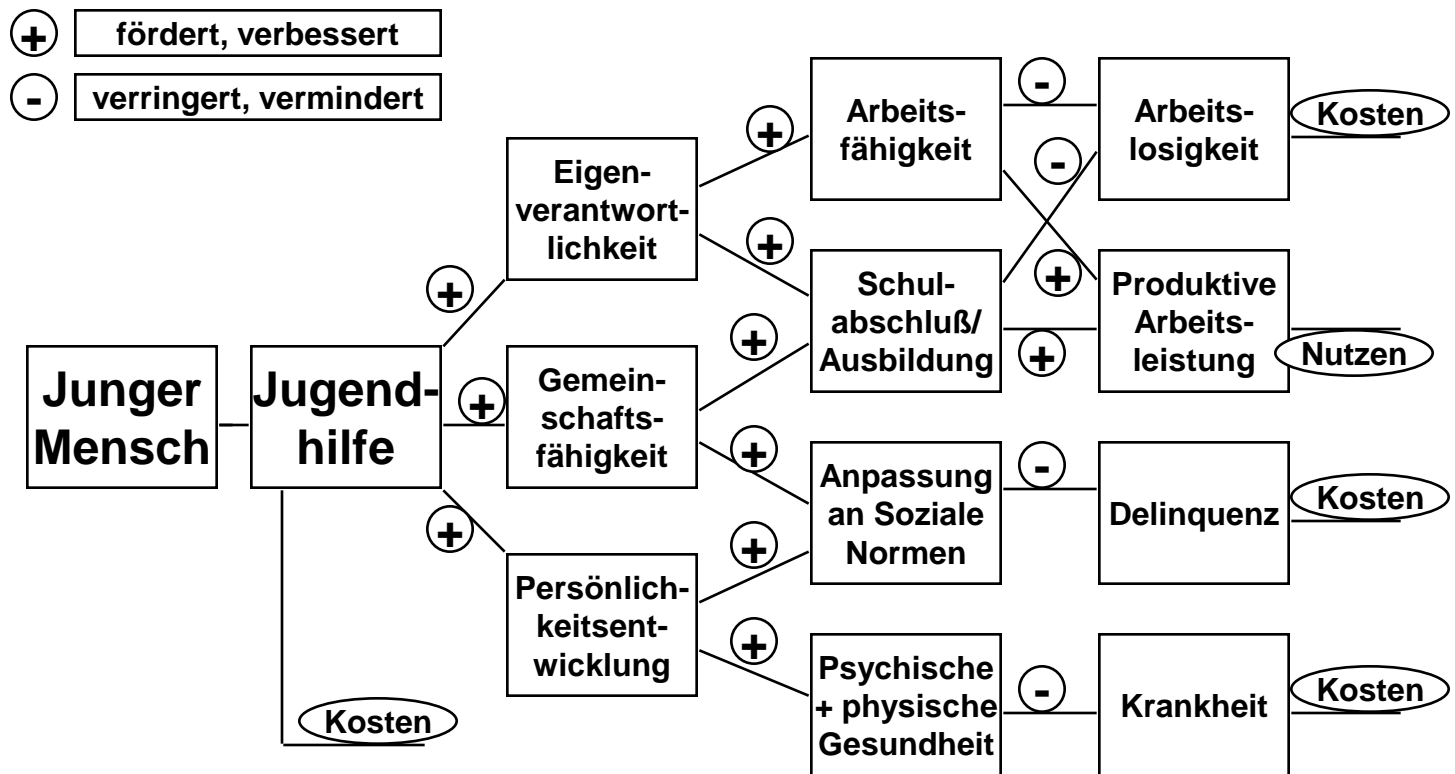 + fördert, verbessert
- verringert, vermindert
Junger
Mensch
Jugend-
hilfe
Kosten
+
+
+
Eigen-
verantwort-
lichkeit
Gemein-
schafts-
fähigkeit
Persönlich-
keitsent-
wicklung
+
+
+
+
+
+
Arbeits-
fähigkeit
Schul-
abschluß/
Ausbildung
Anpassung
an Soziale
Normen
Psychische
+ physische
Gesundheit
-
-
+
+
-
-
Arbeits-
losigkeit
Kosten
Produktive
Arbeits-
leistung
Nutzen
Delinquenz
Kosten
Krankheit
Kosten